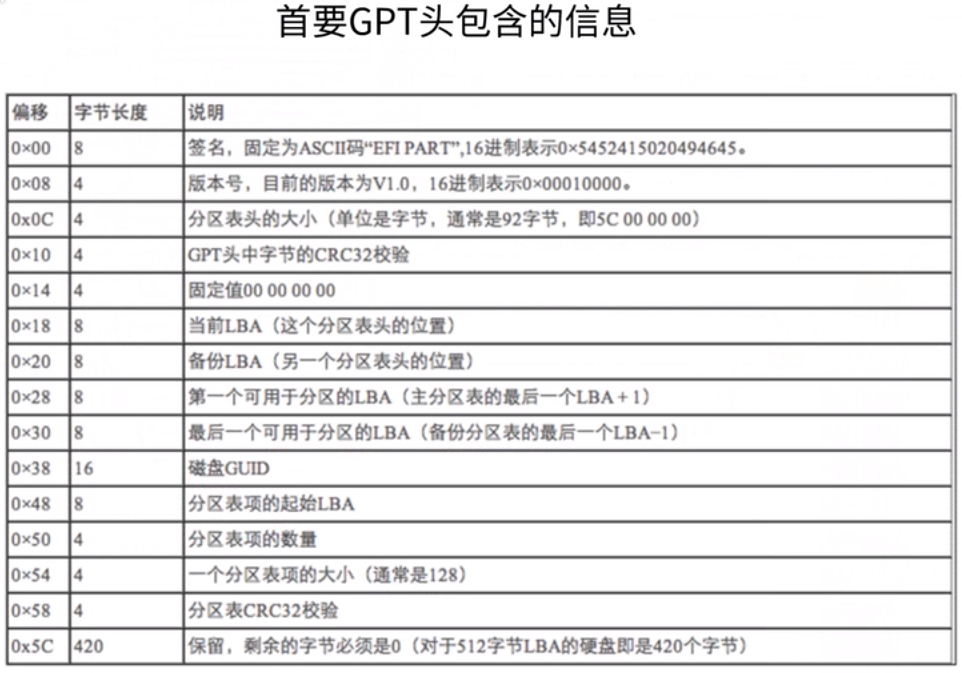 首要GPT头包含的信息
偏移 字节长度 说明
0×00 8 签名，固定为ASCII码“EFI PART”,16进制表示0×5452415020494645。
0×08 4 版本号，目前的版本为V1.0，16进制表示0×00010000。
0x0C 4 分区表头的大小（单位是字节，通常是92字节，即5C 00 00 00）
0×10 4 GPT头中字节的CRC32校验
0×14 4 固定值00 00 00 00
0×18 8 当前LBA（这个分区表头的位置）
0×20 8 备份LBA（另一个分区表头的位置）
0×28 8 第一个可用于分区的LBA（主分区表的最后一个LBA + 1）
0×30 8 最后一个可用于分区的LBA（备份分区表的最后一个LBA−1）
0×38 16 磁盘GUID
0×48 8 分区表项的起始LBA
0×50 4 分区表项的数量
0×54 4 一个分区表项的大小（通常是128）
0×58 4 分区表CRC32校验
0x5C 420 保留，剩余的字节必须是0（对于512字节LBA的硬盘即是420个字节）